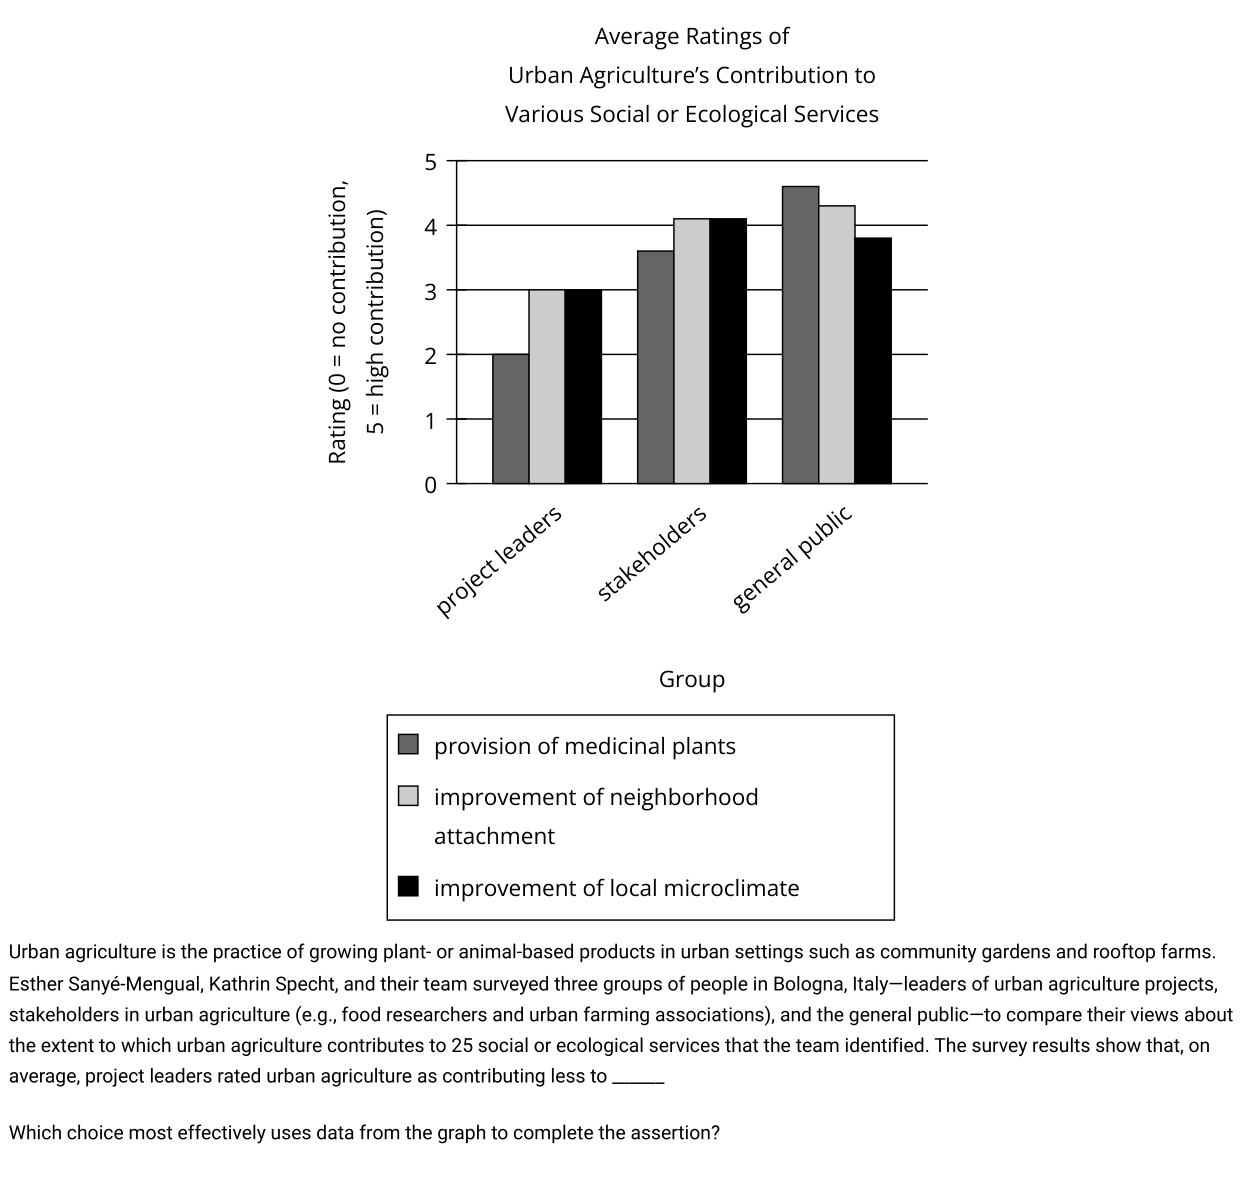 Average Ratings of
Urban Agriculture’s Contribution to
Various Social or Ecological Services
Rating (0 = no contribution,
5 = high contribution)
5
4
3
2
1
0
project leaders
stakeholders
general public
Group
provision of medicinal plants
improvement of neighborhood
attachment
improvement of local microclimate
Urban agriculture is the practice of growing plant- or animal-based products in urban settings such as community gardens and rooftop farms.
Esther Sanyé-Mengual, Kathrin Specht, and their team surveyed three groups of people in Bologna, Italy—leaders of urban agriculture projects,
stakeholders in urban agriculture (e.g., food researchers and urban farming associations), and the general public—to compare their views about
the extent to which urban agriculture contributes to 25 social or ecological services that the team identified. The survey results show that, on
average, project leaders rated urban agriculture as contributing less to ______
Which choice most effectively uses data from the graph to complete the assertion?